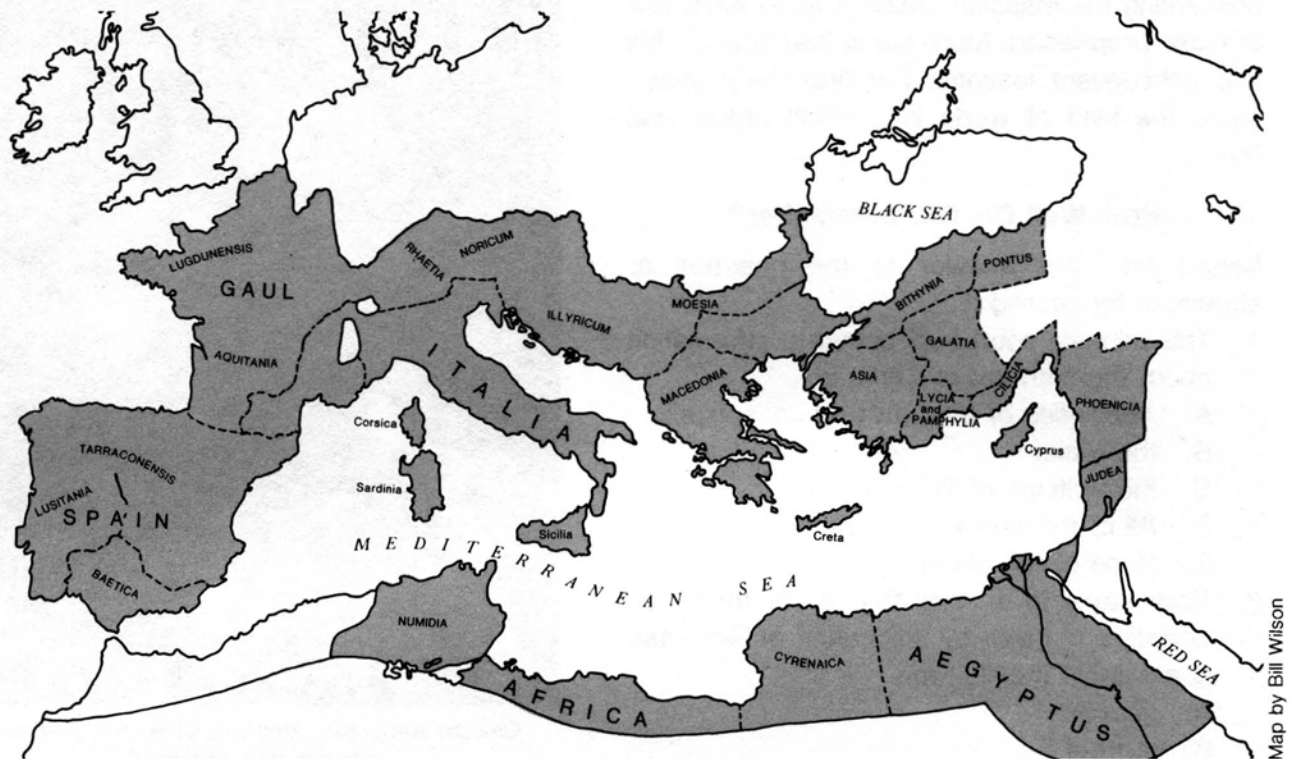 BLACK SEA
LUGDUNENSIS
GAUL
RHAETIA
NORICUM
PONTUS
BITHYNIA
MOESIA
ILLYRICUM
GALATIA
AQUITANIA
ITALIA
MACEDONIA
ASIA
CILICIA
LYCIA
and
PAMPHYLIA
PHOENICIA
Corsica
Cyprus
TARRACONENSIS
JUDEA
Sardinia
LUSITANIA
SPAIN
Sicilia
Creta
MEDITERRANEAN SEA
BAETICA
NUMIDIA
CYRENAICA
AEGYPTUS
RED SEA
AFRICA
Map by Bill Wilson